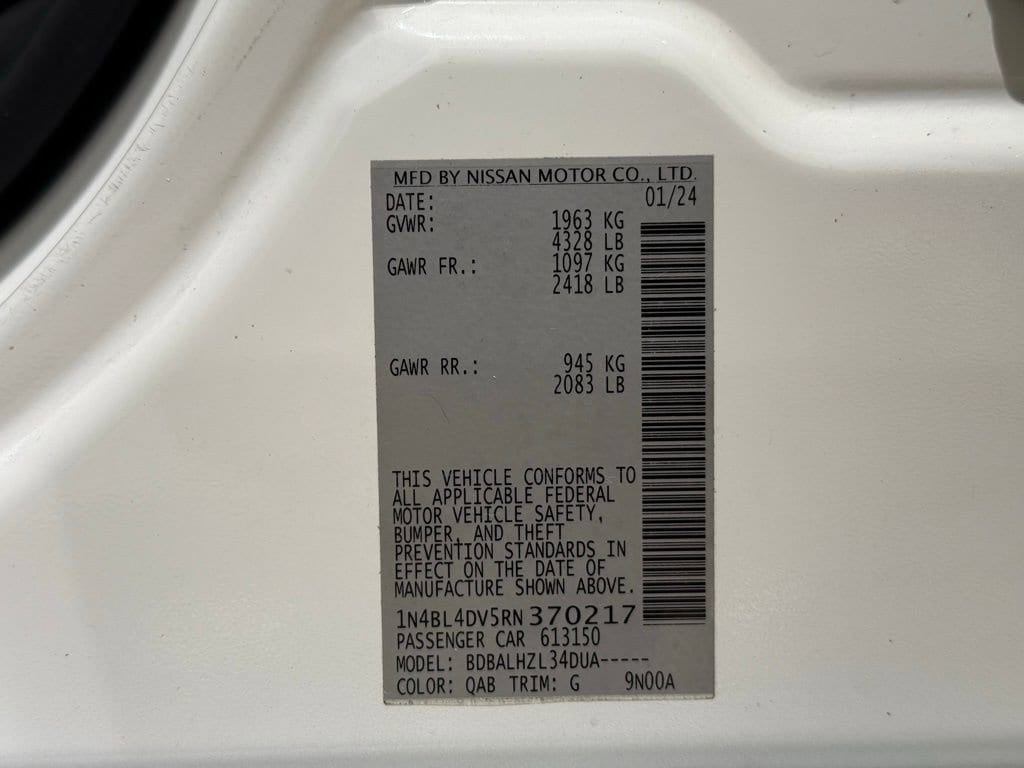 MFD BY NISSAN MOTOR CO., LTD.
DATE: 01/24
GVWR: 1963 KG
4328 LB
GAWR FR.: 1097 KG
2418 LB
GAWR RR.: 945 KG
2083 LB
THIS VEHICLE CONFORMS TO
ALL APPLICABLE FEDERAL
MOTOR VEHICLE SAFETY,
BUMPER, AND THEFT
PREVENTION STANDARDS IN
EFFECT ON THE DATE OF
MANUFACTURE SHOWN ABOVE.
1N4BL4DV5RN370217
PASSENGER CAR 613150
MODEL: BDBALHZL34DUA-----
COLOR: QAB TRIM: G 9N00A